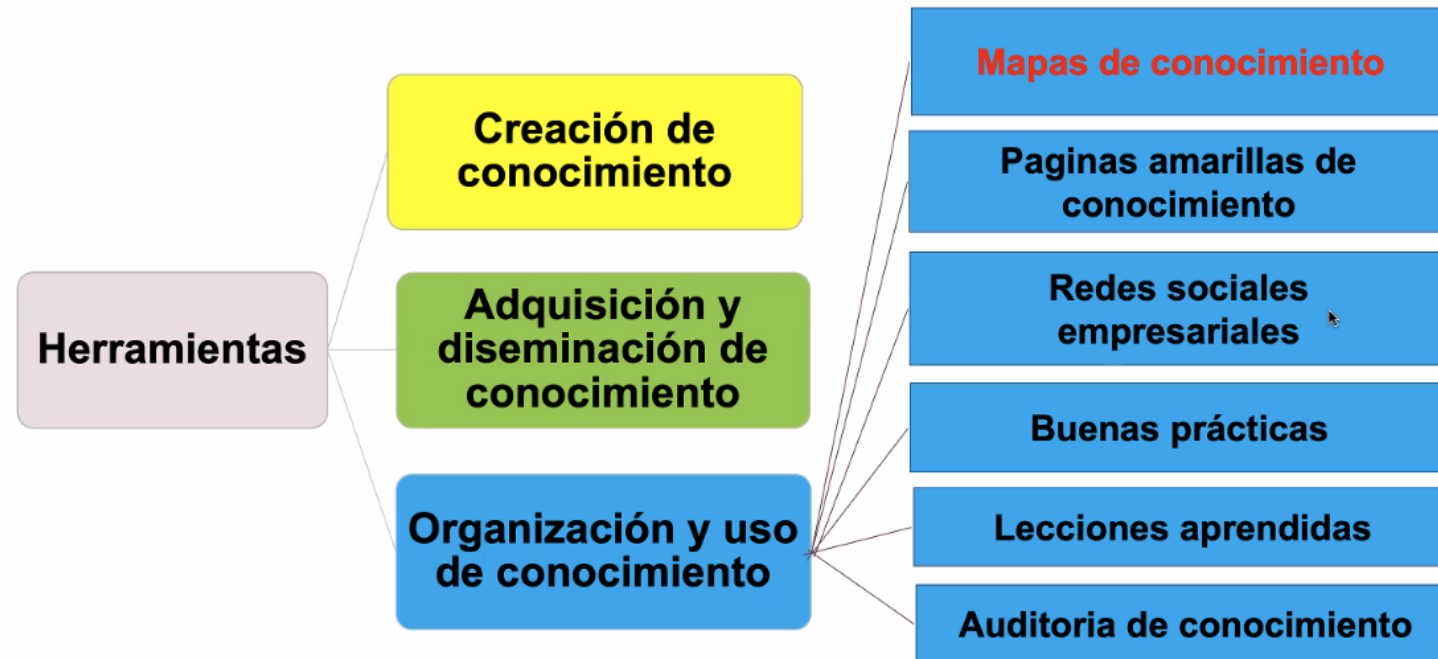 Herramientas
Creación de
conocimiento
Adquisición y
diseminación de
conocimiento
Organización y uso
de conocimiento
Mapas de conocimiento
Paginas amarillas de
conocimiento
Redes sociales
empresariales
Buenas prácticas
Lecciones aprendidas
Auditoria de conocimiento